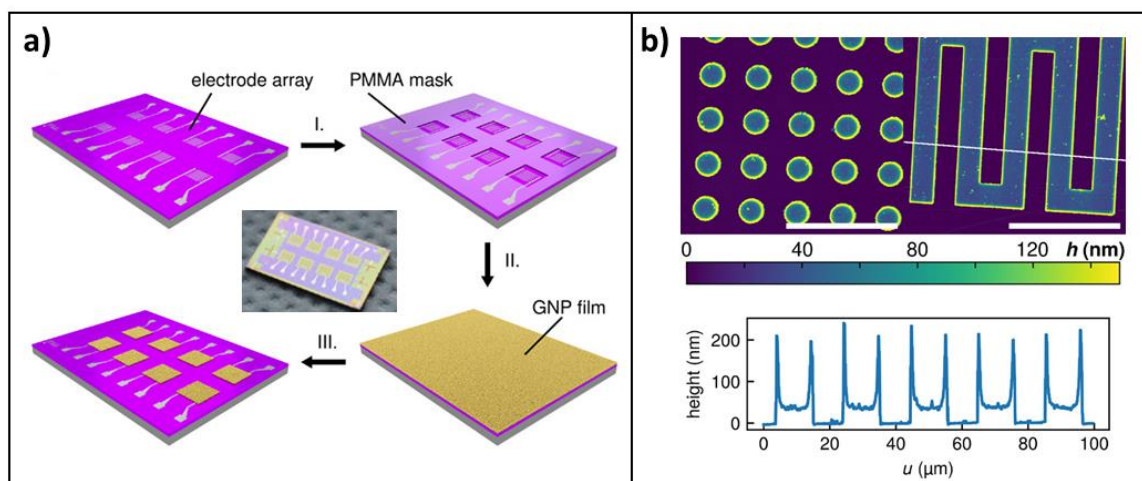 a)
electrode array
PMMA mask
I.
II.
GNP film
III.
b)
0 40 80 120 h (nm)
height (nm)
200
100
0
0 20 40 60 80 100
u (μm)